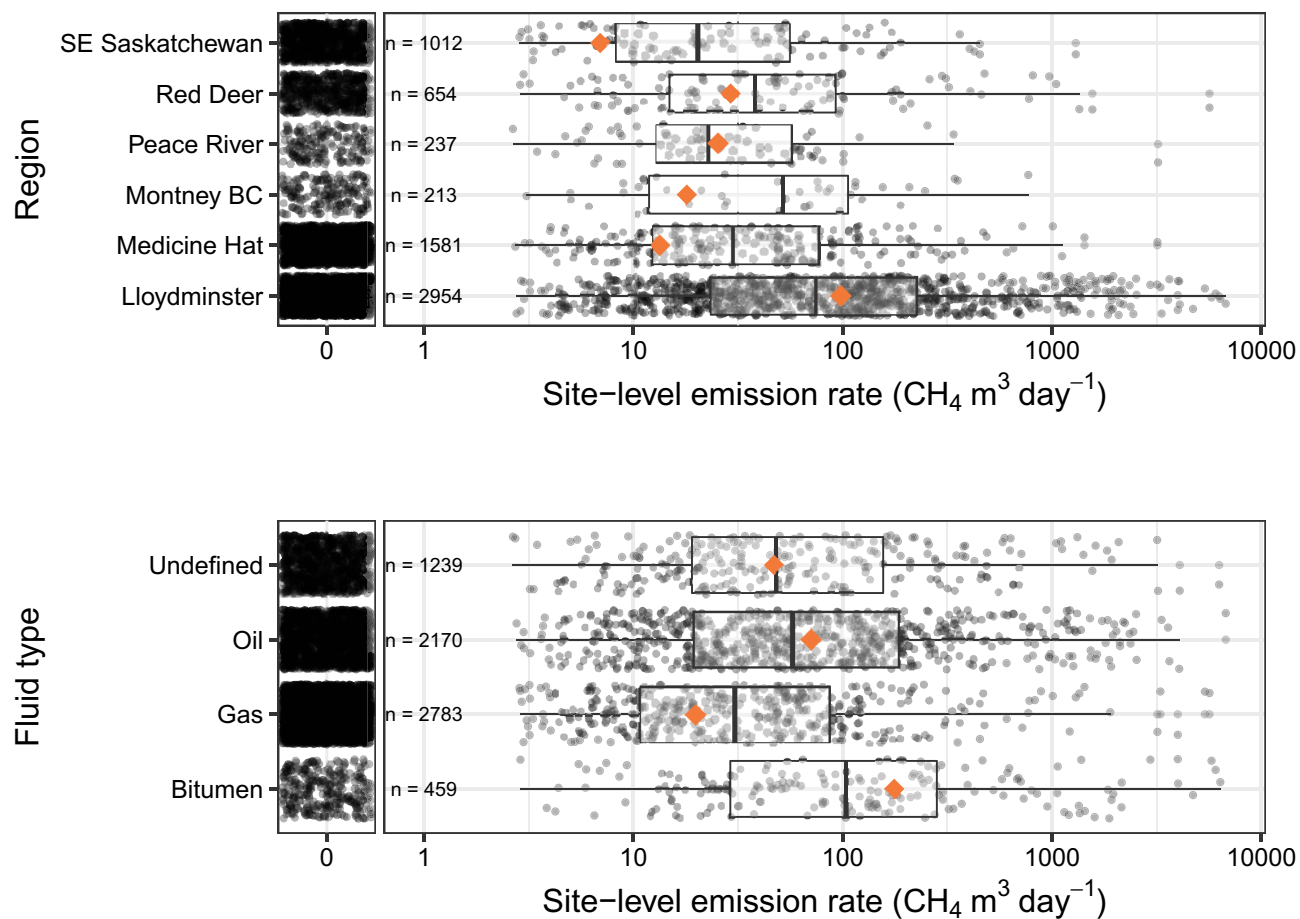 Region
SE Saskatchewan
n = 1012
Red Deer
n = 654
Peace River
n = 237
Montney BC
n = 213
Medicine Hat
n = 1581
Lloydminster
n = 2954
0 1 10 100 1000 10000
Site−level emission rate (CH₄ m³ day⁻¹)
Fluid type
Undefined
n = 1239
Oil
n = 2170
Gas
n = 2783
Bitumen
n = 459
0 1 10 100 1000 10000
Site−level emission rate (CH₄ m³ day⁻¹)